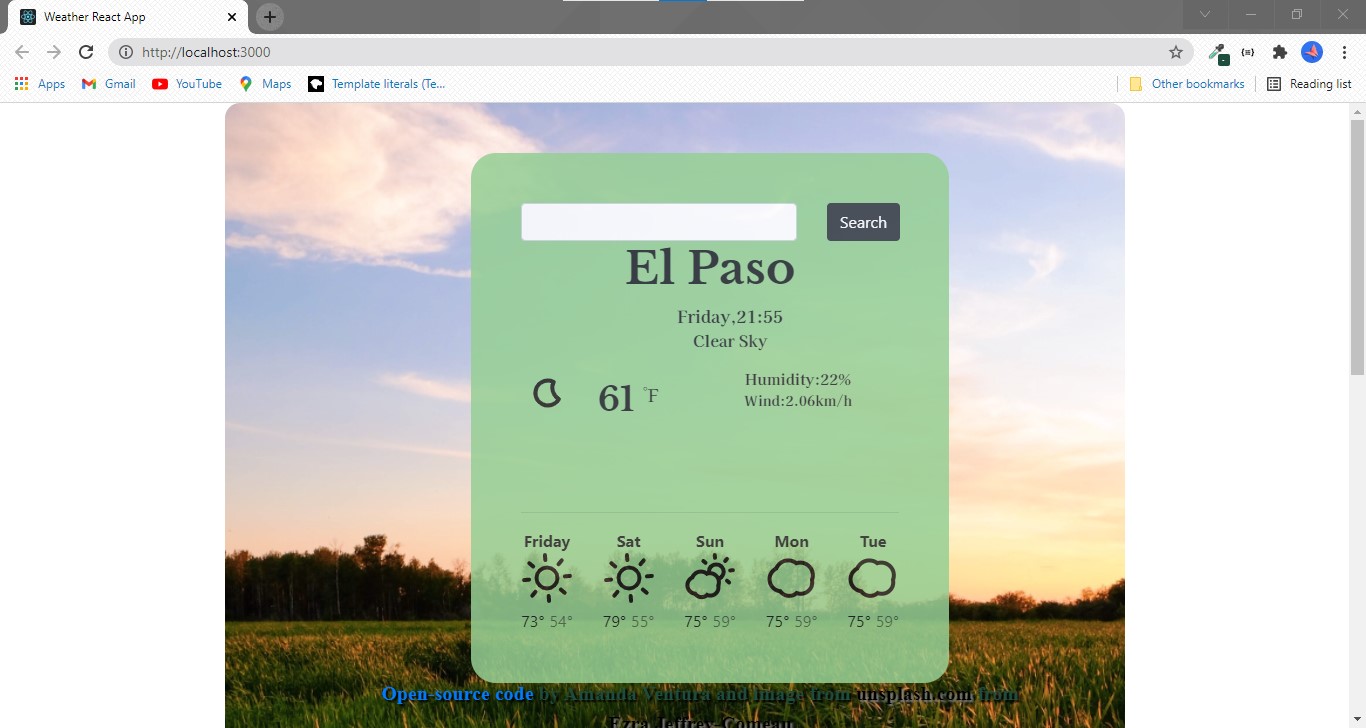 Weather React App
http://localhost:3000
Apps Gmail YouTube Maps Template literals (Te... Other bookmarks Reading list
Search
El Paso
Friday,21:55
Clear Sky
61 °F
Humidity:22%
Wind:2.06km/h
Friday Sat Sun Mon Tue
73° 54° 79° 55° 75° 59° 75° 59° 75° 59°
Open-source code by Amanda Ventura and image from unsplash.com from
Ezra Jeffrey-Comeau